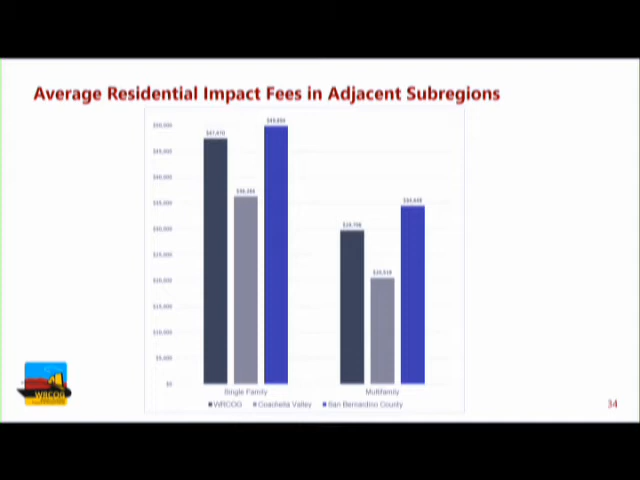 Average Residential Impact Fees in Adjacent Subregions
$50,000
$45,000
$40,000
$35,000
$30,000
$25,000
$20,000
$15,000
$10,000
$5,000
$0
Single Family
Multifamily
WRCOG Coachella Valley San Bernardino County
WRCOG
34